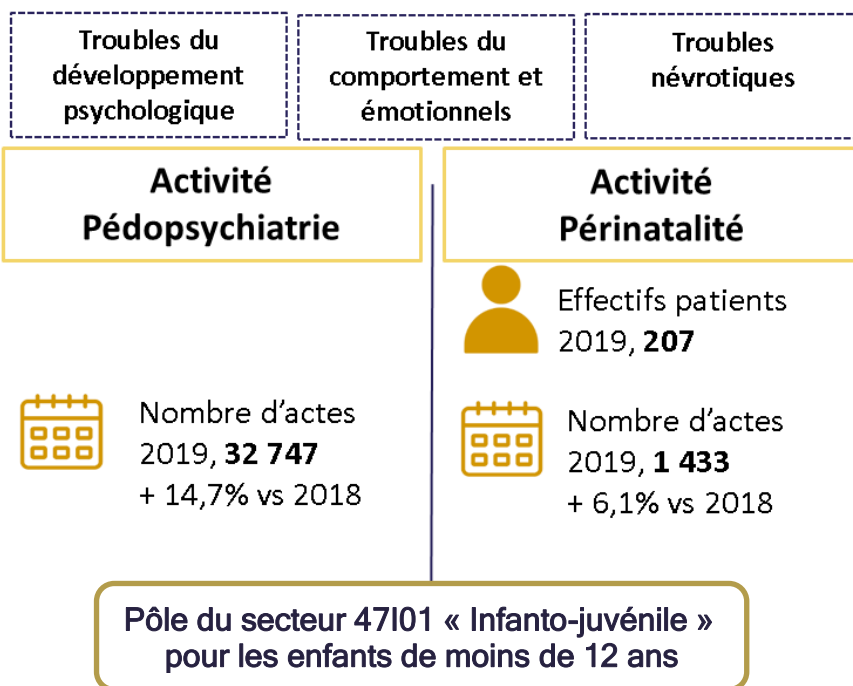 Troubles du
développement
psychologique
Troubles du
comportement et
émotionnels
Troubles
névrotiques
Activité
Pédopsychiatrie
Nombre d’actes
2019, 32 747
+ 14,7% vs 2018
Activité
Périnatalité
Effectifs patients
2019, 207
Nombre d’actes
2019, 1 433
+ 6,1% vs 2018
Pôle du secteur 47I01 « Infanto-juvénile »
pour les enfants de moins de 12 ans